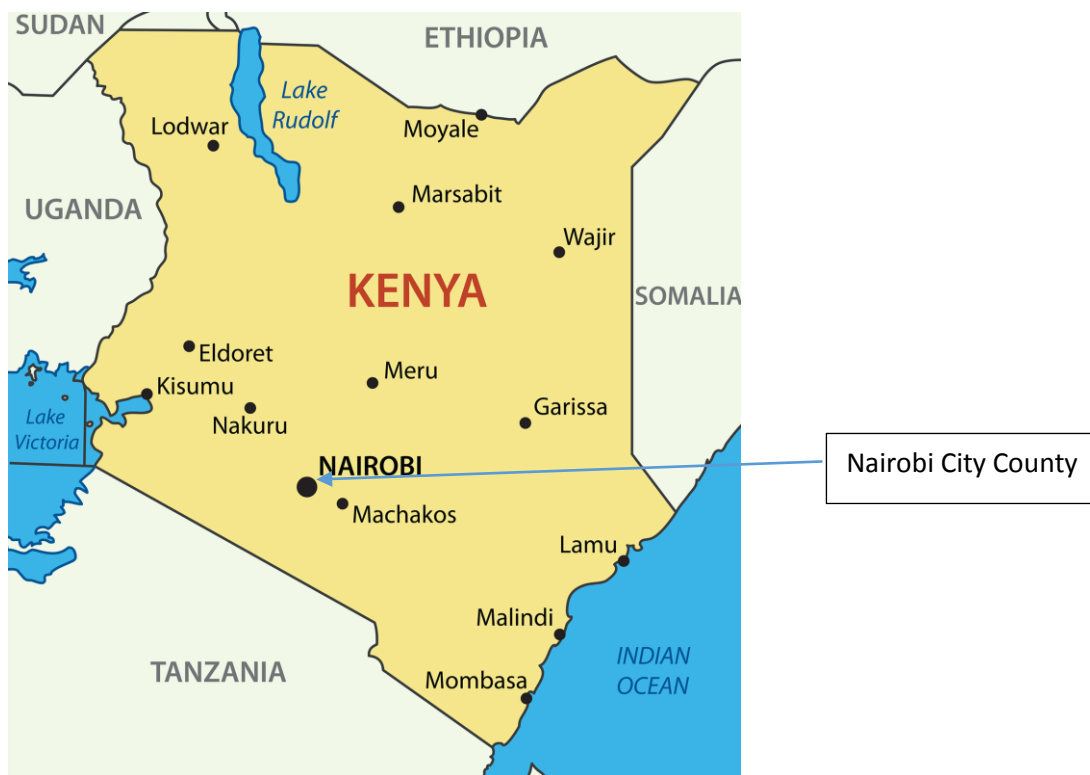 SUDAN
ETHIOPIA
Lake
Rudolf
Lodwar
Moyale
Marsabit
UGANDA
Wajir
KENYA
SOMALIA
Eldoret
Meru
Kisumu
Garissa
Nakuru
Lake
Victoria
NAIROBI
Nairobi City County
Machakos
Lamu
Malindi
TANZANIA
INDIAN
OCEAN
Mombasa